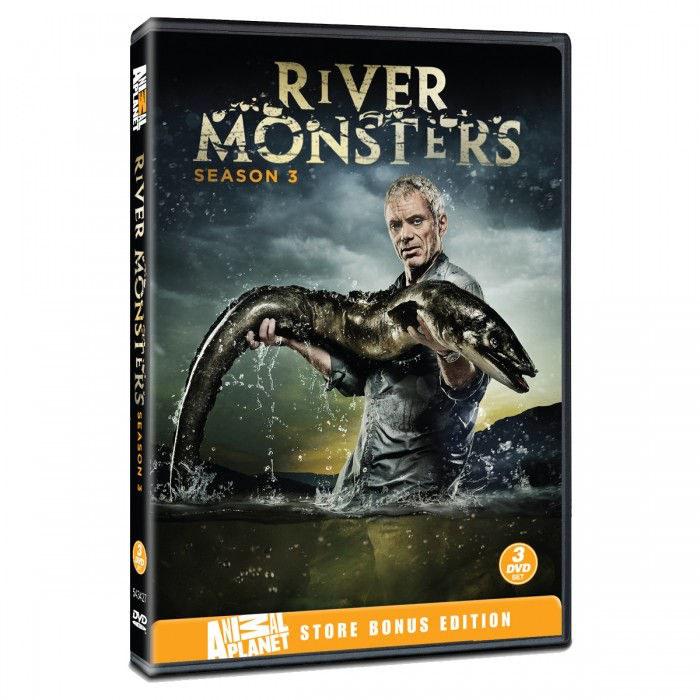 RiVER
MONSTERS
SEASON 3
ANIMAL
PLANET
RIVER MONSTERS SEASON 3
3
DVD
SET
DVD
3
DVD
SET
ANIMAL
PLANET
STORE BONUS EDITION